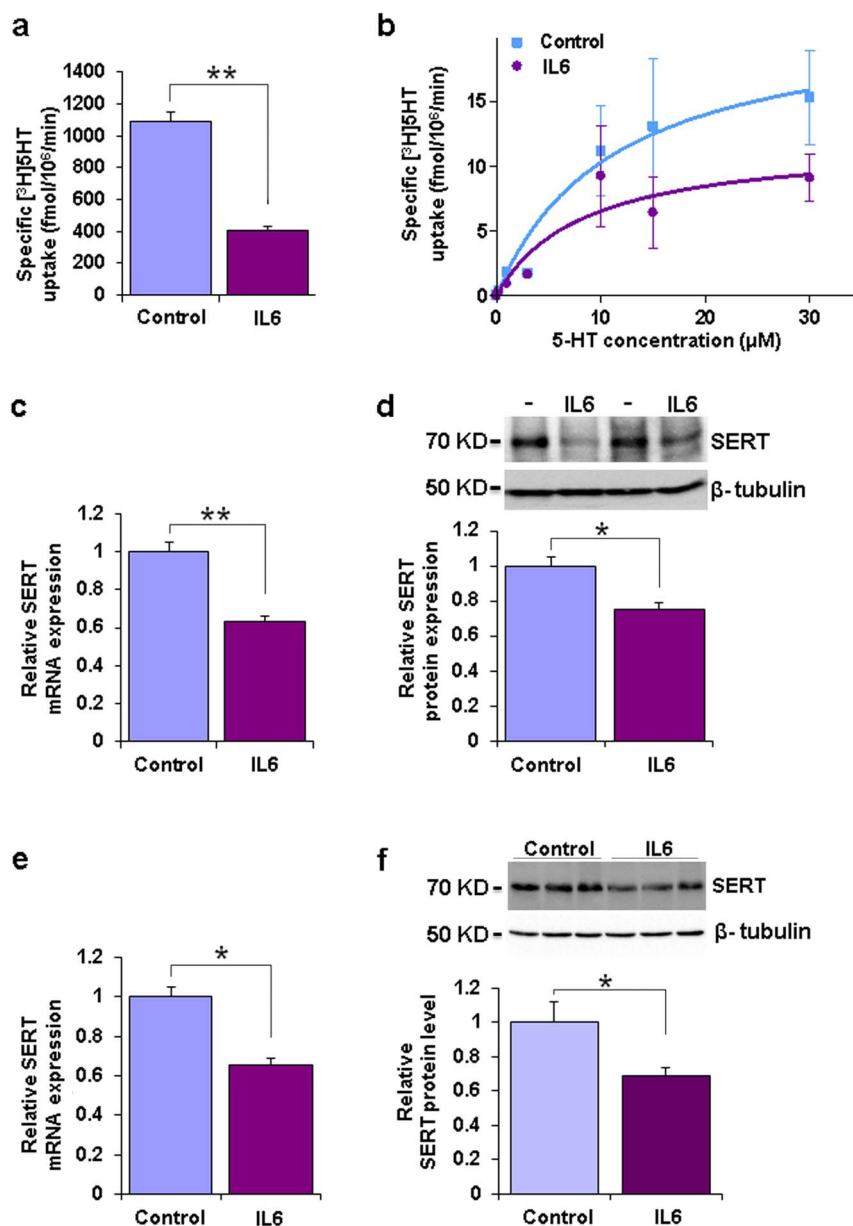 a
Specific [³H]5HT
uptake (fmol/10⁶/min)
1400
1200
1000
800
600
400
200
0
**
Control
IL6
b
Control
IL6
Specific [³H]5HT
uptake (fmol/10⁶/min)
15
10
5
0
0
10
20
30
5-HT concentration (µM)
c
Relative SERT
mRNA expression
1.2
1
0.8
0.6
0.4
0.2
0
**
Control
IL6
d
- IL6 - IL6
70 KD
SERT
50 KD
β- tubulin
Relative SERT
protein expression
1.2
1
0.8
0.6
0.4
0.2
0
*
Control
IL6
e
Relative SERT
mRNA expression
1.2
1
0.8
0.6
0.4
0.2
0
*
Control
IL6
f
Control IL6
70 KD
SERT
50 KD
β- tubulin
Relative
SERT protein level
1.2
1
0.8
0.6
0.4
0.2
0
*
Control
IL6